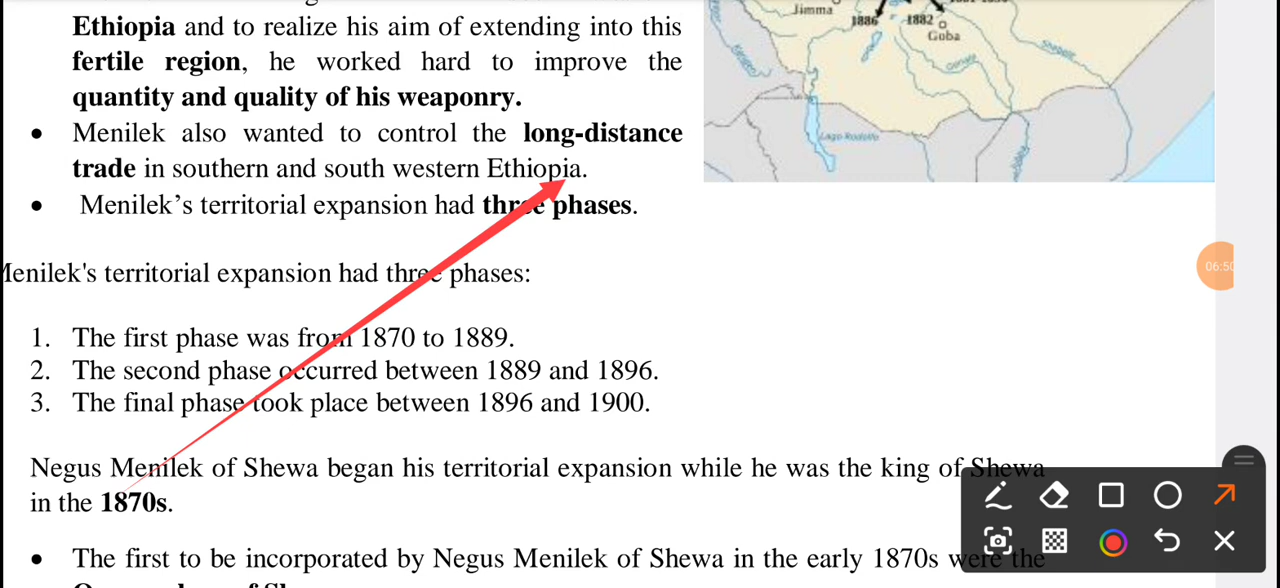 Ethiopia and to realize his aim of extending into this
fertile region, he worked hard to improve the
quantity and quality of his weaponry.
• Menilek also wanted to control the long-distance
trade in southern and south western Ethiopia.
• Menilek’s territorial expansion had three phases.
Menilek's territorial expansion had three phases:
1. The first phase was from 1870 to 1889.
2. The second phase occurred between 1889 and 1896.
3. The final phase took place between 1896 and 1900.
Negus Menilek of Shewa began his territorial expansion while he was the king of Shewa
in the 1870s.
• The first to be incorporated by Negus Menilek of Shewa in the early 1870s were the
Jimma
1886
1882
Goba
Lago Rodolfo
06:50